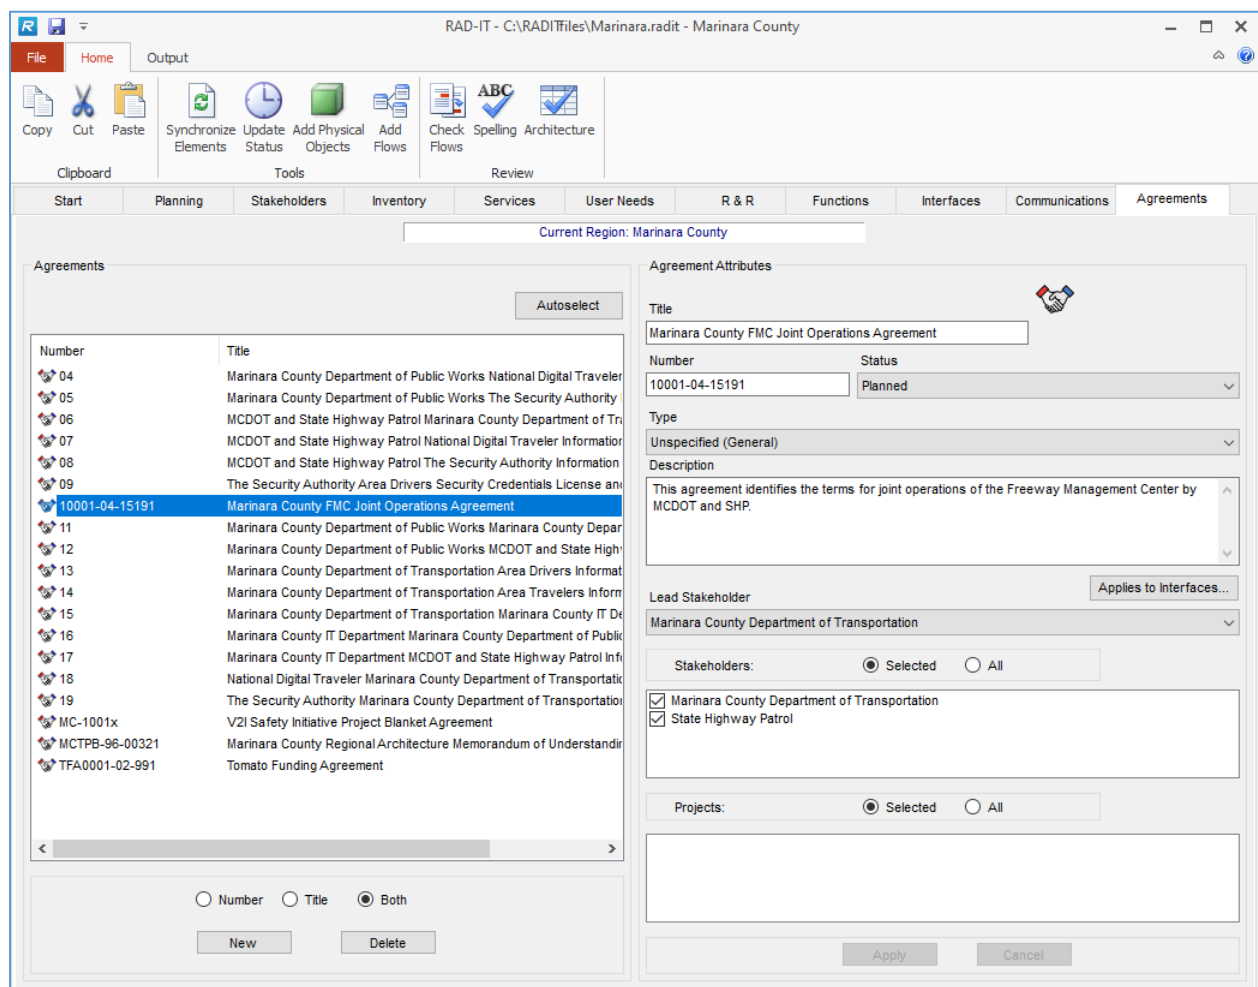 RAD-IT - C:\RADITfiles\Marinara.radit - Marinara County
File Home Output
Copy Cut Paste Synchronize Elements Update Status Add Physical Objects Add Flows Check Flows ABC Spelling Architecture
Clipboard Tools Review
Start Planning Stakeholders Inventory Services User Needs R & R Functions Interfaces Communications Agreements
Current Region: Marinara County
Agreements
Autoselect
Number Title
04 Marinara County Department of Public Works National Digital Traveler
05 Marinara County Department of Public Works The Security Authority
06 MCDOT and State Highway Patrol Marinara County Department of Tra
07 MCDOT and State Highway Patrol National Digital Traveler Information
08 MCDOT and State Highway Patrol The Security Authority Information
09 The Security Authority Area Drivers Security Credentials License and
10001-04-15191 Marinara County FMC Joint Operations Agreement
11 Marinara County Department of Public Works Marinara County Depar
12 Marinara County Department of Public Works MCDOT and State High
13 Marinara County Department of Transportation Area Drivers Informat
14 Marinara County Department of Transportation Area Travelers Inform
15 Marinara County Department of Transportation Marinara County IT De
16 Marinara County IT Department Marinara County Department of Public
17 Marinara County IT Department MCDOT and State Highway Patrol Info
18 National Digital Traveler Marinara County Department of Transportatio
19 The Security Authority Marinara County Department of Transportation
MC-1001x V2I Safety Initiative Project Blanket Agreement
MCTPB-96-00321 Marinara County Regional Architecture Memorandum of Understandin
TFA0001-02-991 Tomato Funding Agreement
Number Title Both
New Delete
Agreement Attributes
Title
Marinara County FMC Joint Operations Agreement
Number Status
10001-04-15191 Planned
Type
Unspecified (General)
Description
This agreement identifies the terms for joint operations of the Freeway Management Center by
MCDOT and SHP.
Applies to Interfaces...
Lead Stakeholder
Marinara County Department of Transportation
Stakeholders: Selected All
Marinara County Department of Transportation
State Highway Patrol
Projects: Selected All
Apply Cancel